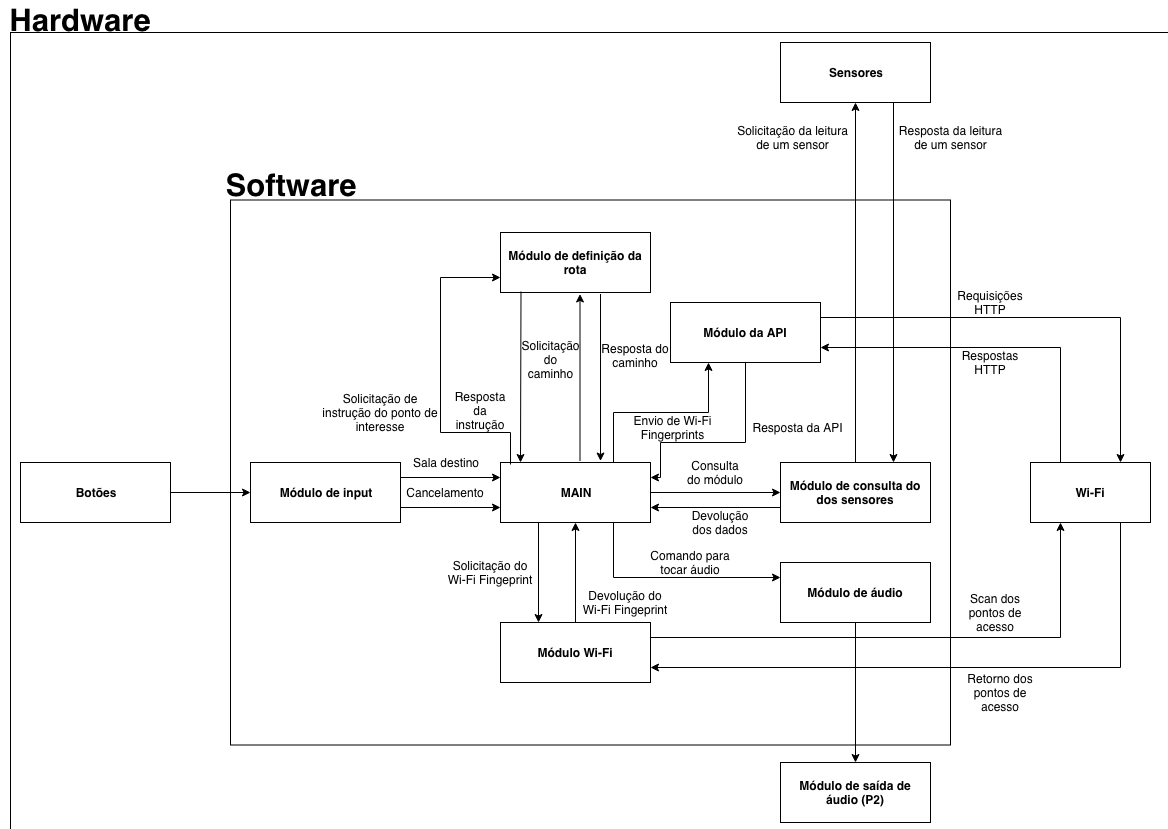 Hardware
Sensores
Solicitação da leitura
de um sensor
Resposta da leitura
de um sensor
Software
Módulo de definição da
rota
Requisições
HTTP
Módulo da API
Solicitação
do
caminho
Resposta do
caminho
Respostas
HTTP
Solicitação de
instrução do ponto de
interesse
Resposta
da
instrução
Envio de Wi-Fi
Fingerprints
Resposta da API
Sala destino
Cancelamento
Consulta
do módulo
Botões
Módulo de input
MAIN
Módulo de consulta do
dos sensores
Wi-Fi
Devolução
dos dados
Solicitação do
Wi-Fi Fingeprint
Comando para
tocar áudio
Devolução do
Wi-Fi Fingeprint
Módulo de áudio
Scan dos
pontos de
acesso
Módulo Wi-Fi
Retorno dos
pontos de
acesso
Módulo de saída de
áudio (P2)